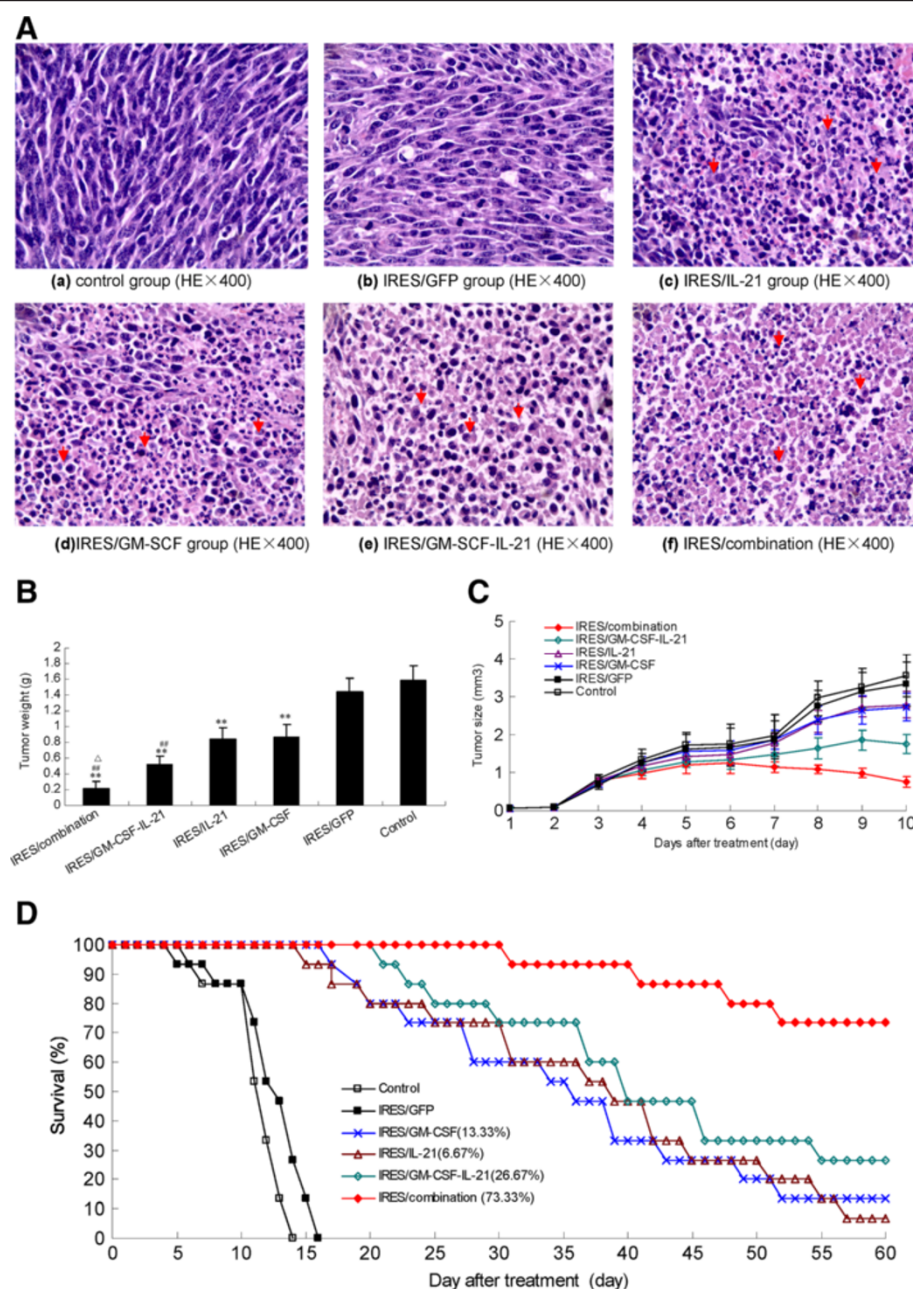 A
(a) control group (HE×400)
(b) IRES/GFP group (HE×400)
(c) IRES/IL-21 group (HE×400)
(d)IRES/GM-SCF group (HE×400)
(e) IRES/GM-SCF-IL-21 (HE×400)
(f) IRES/combination (HE×400)
B
Tumor weight (g)
2
1.8
1.6
1.4
1.2
1
0.8
0.6
0.4
0.2
0
△
##
**
##
**
**
**
IRES/combination
IRES/GM-CSF-IL-21
IRES/IL-21
IRES/GM-CSF
IRES/GFP
Control
C
IRES/combination
IRES/GM-CSF-IL-21
IRES/IL-21
IRES/GM-CSF
IRES/GFP
Control
Tumor size (mm3)
5
4
3
2
1
0
1 2 3 4 5 6 7 8 9 10
Days after treatment (day)
D
Survival (%)
100
90
80
70
60
50
40
30
20
10
0
Control
IRES/GFP
IRES/GM-CSF(13.33%)
IRES/IL-21(6.67%)
IRES/GM-CSF-IL-21(26.67%)
IRES/combination (73.33%)
0 5 10 15 20 25 30 35 40 45 50 55 60
Day after treatment (day)